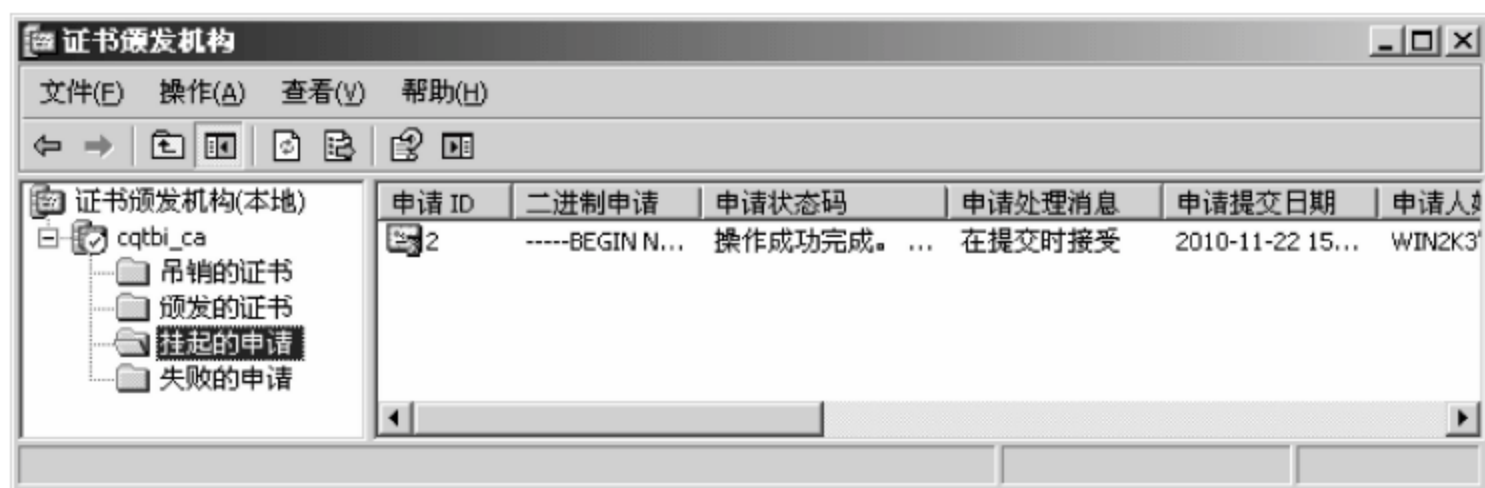 证书颁发机构
文件(F) 操作(A) 查看(V) 帮助(H)
证书颁发机构(本地)
cqtbi_ca
吊销的证书
颁发的证书
挂起的申请
失败的申请
申请 ID 二进制申请 申请状态码 申请处理消息 申请提交日期 申请人
2 -----BEGIN N... 操作成功完成。 ... 在提交时接受 2010-11-22 15... WIN2K3